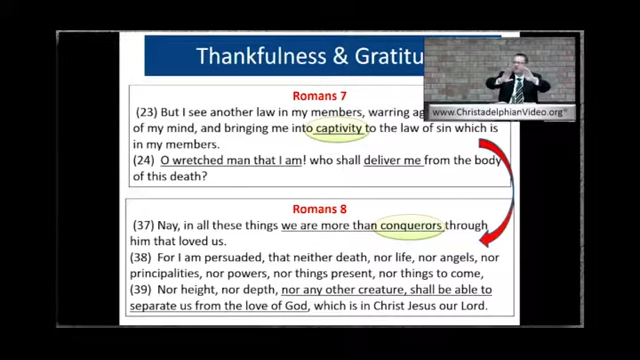 Thankfulness & Gratitu
www.ChristadelphianVideo.org
Romans 7
(23) But I see another law in my members, warring ag
of my mind, and bringing me into captivity to the law of sin which is
in my members.
(24) O wretched man that I am! who shall deliver me from the body
of this death?
Romans 8
(37) Nay, in all these things we are more than conquerors through
him that loved us.
(38) For I am persuaded, that neither death, nor life, nor angels, nor
principalities, nor powers, nor things present, nor things to come,
(39) Nor height, nor depth, nor any other creature, shall be able to
separate us from the love of God, which is in Christ Jesus our Lord.